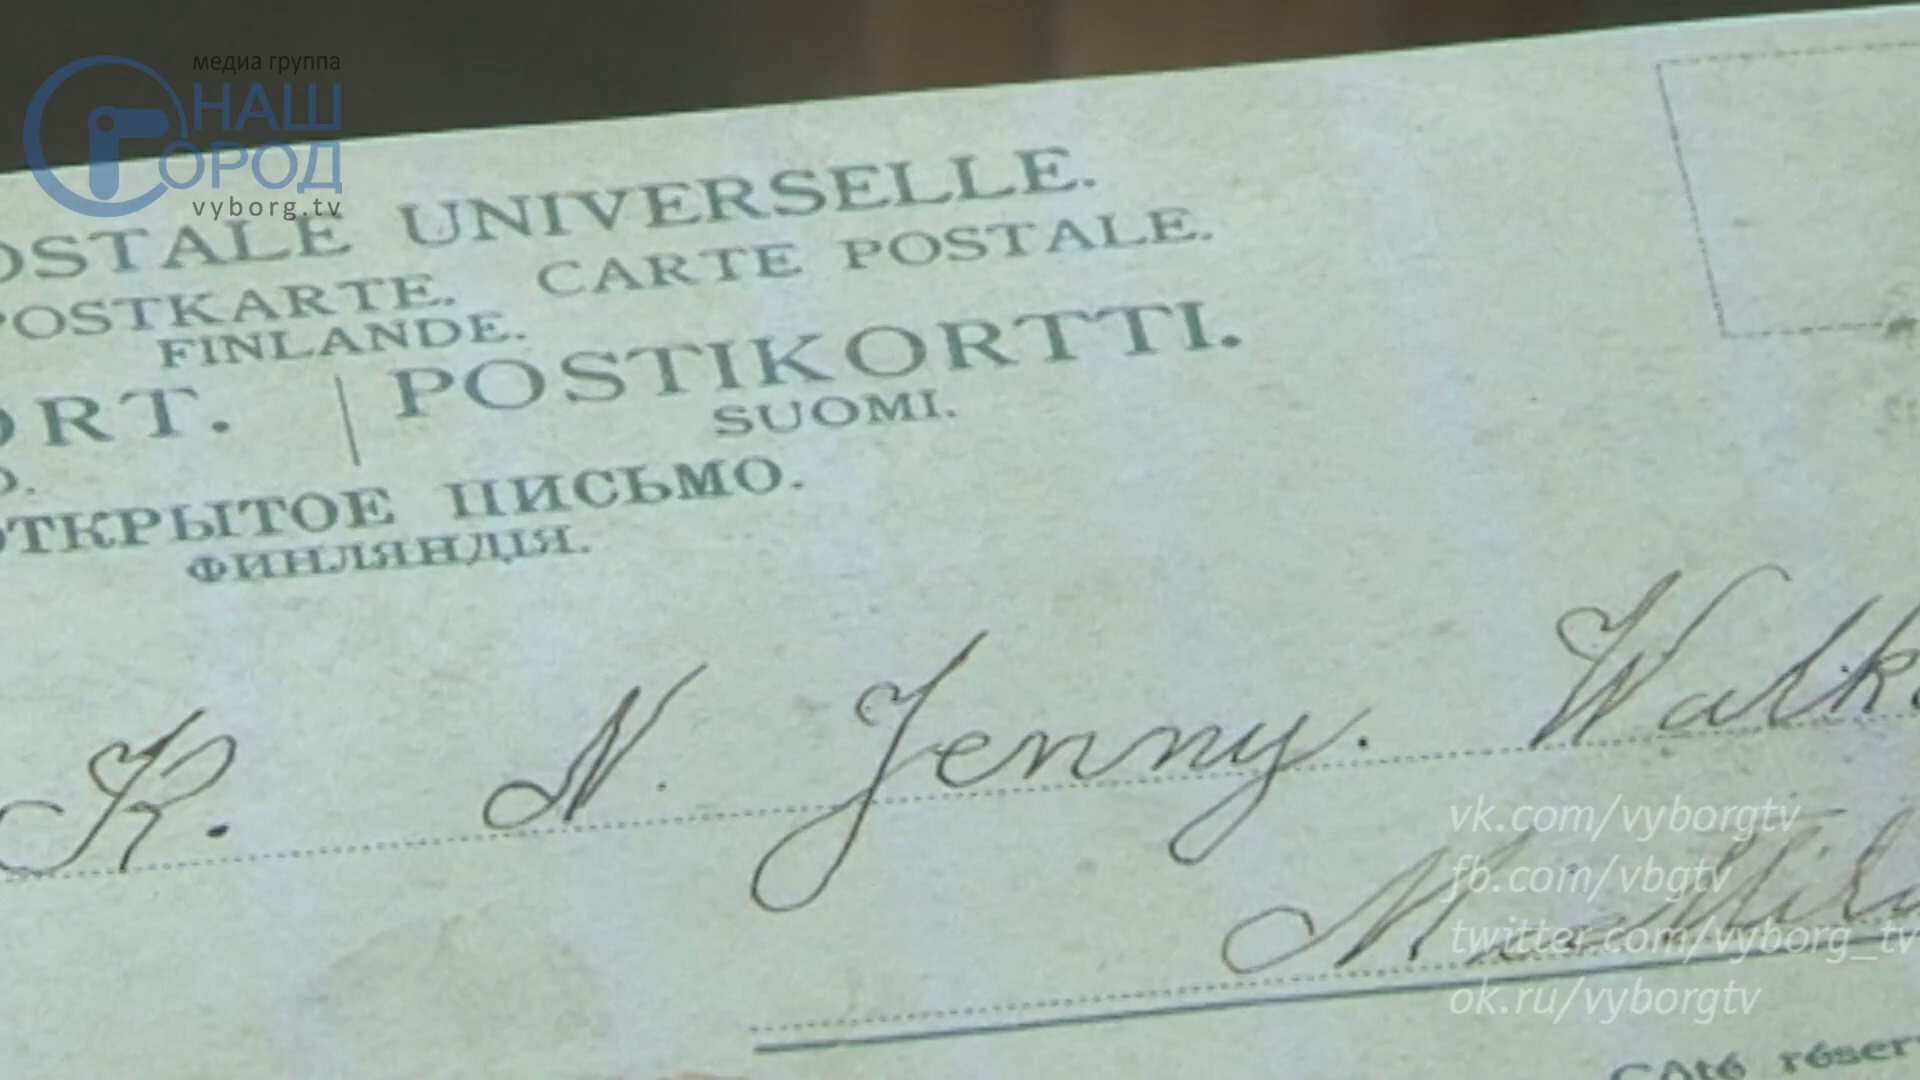 медиа группа
НАШ
ГОРОД
vyborg.tv
OSTALE UNIVERSELLE.
POSTKARTE. CARTE POSTALE.
FINLANDE.
ORT. | POSTIKORTTI.
SUOMI.
ОТКРЫТОЕ ПИСЬМО.
ФИНЛЯНДІЯ.
K. N. Jenny.
vk.com/vyborgtv
fb.com/vbgtv
twitter.com/vyborg_tv
ok.ru/vyborgtv